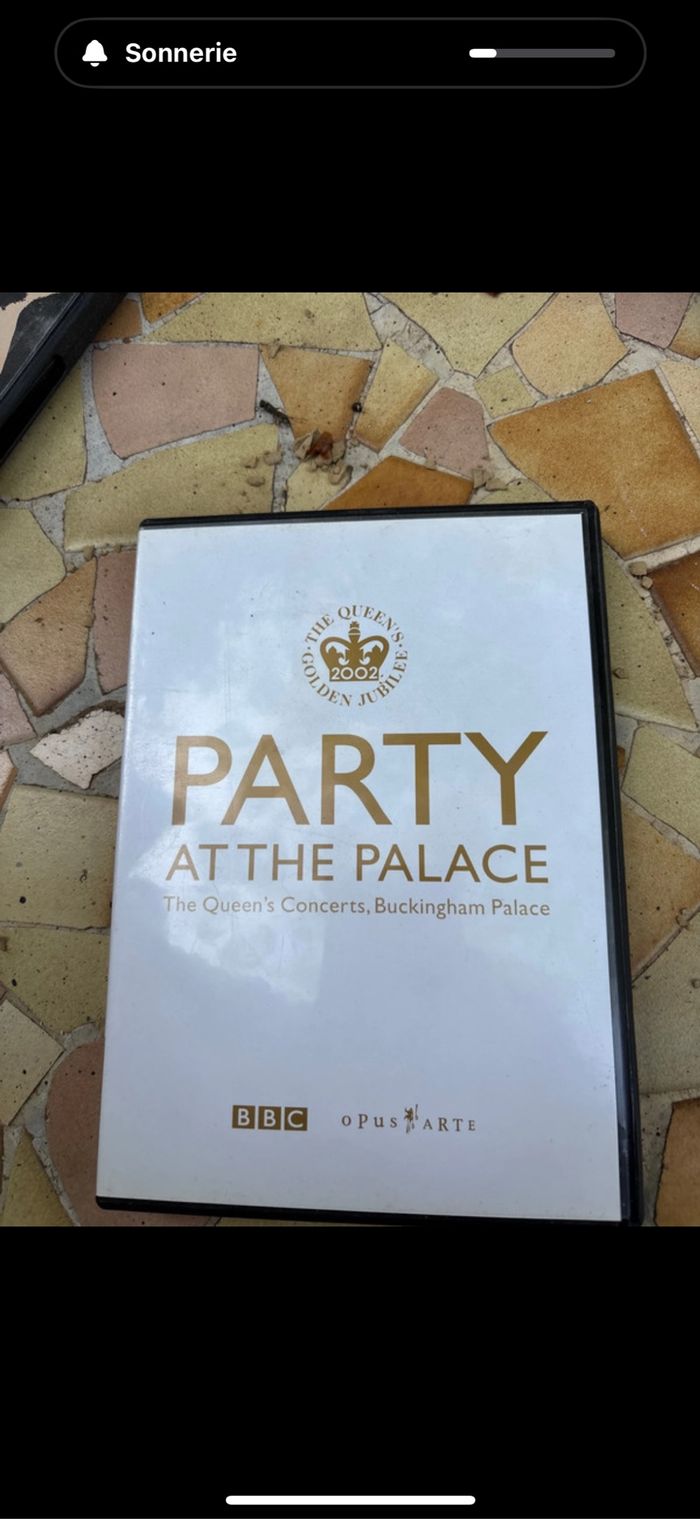 Sonnerie
THE QUEEN'S
GOLDEN JUBILEE
2002
PARTY
AT THE PALACE
The Queen's Concerts, Buckingham Palace
BBC OPUS ARTE